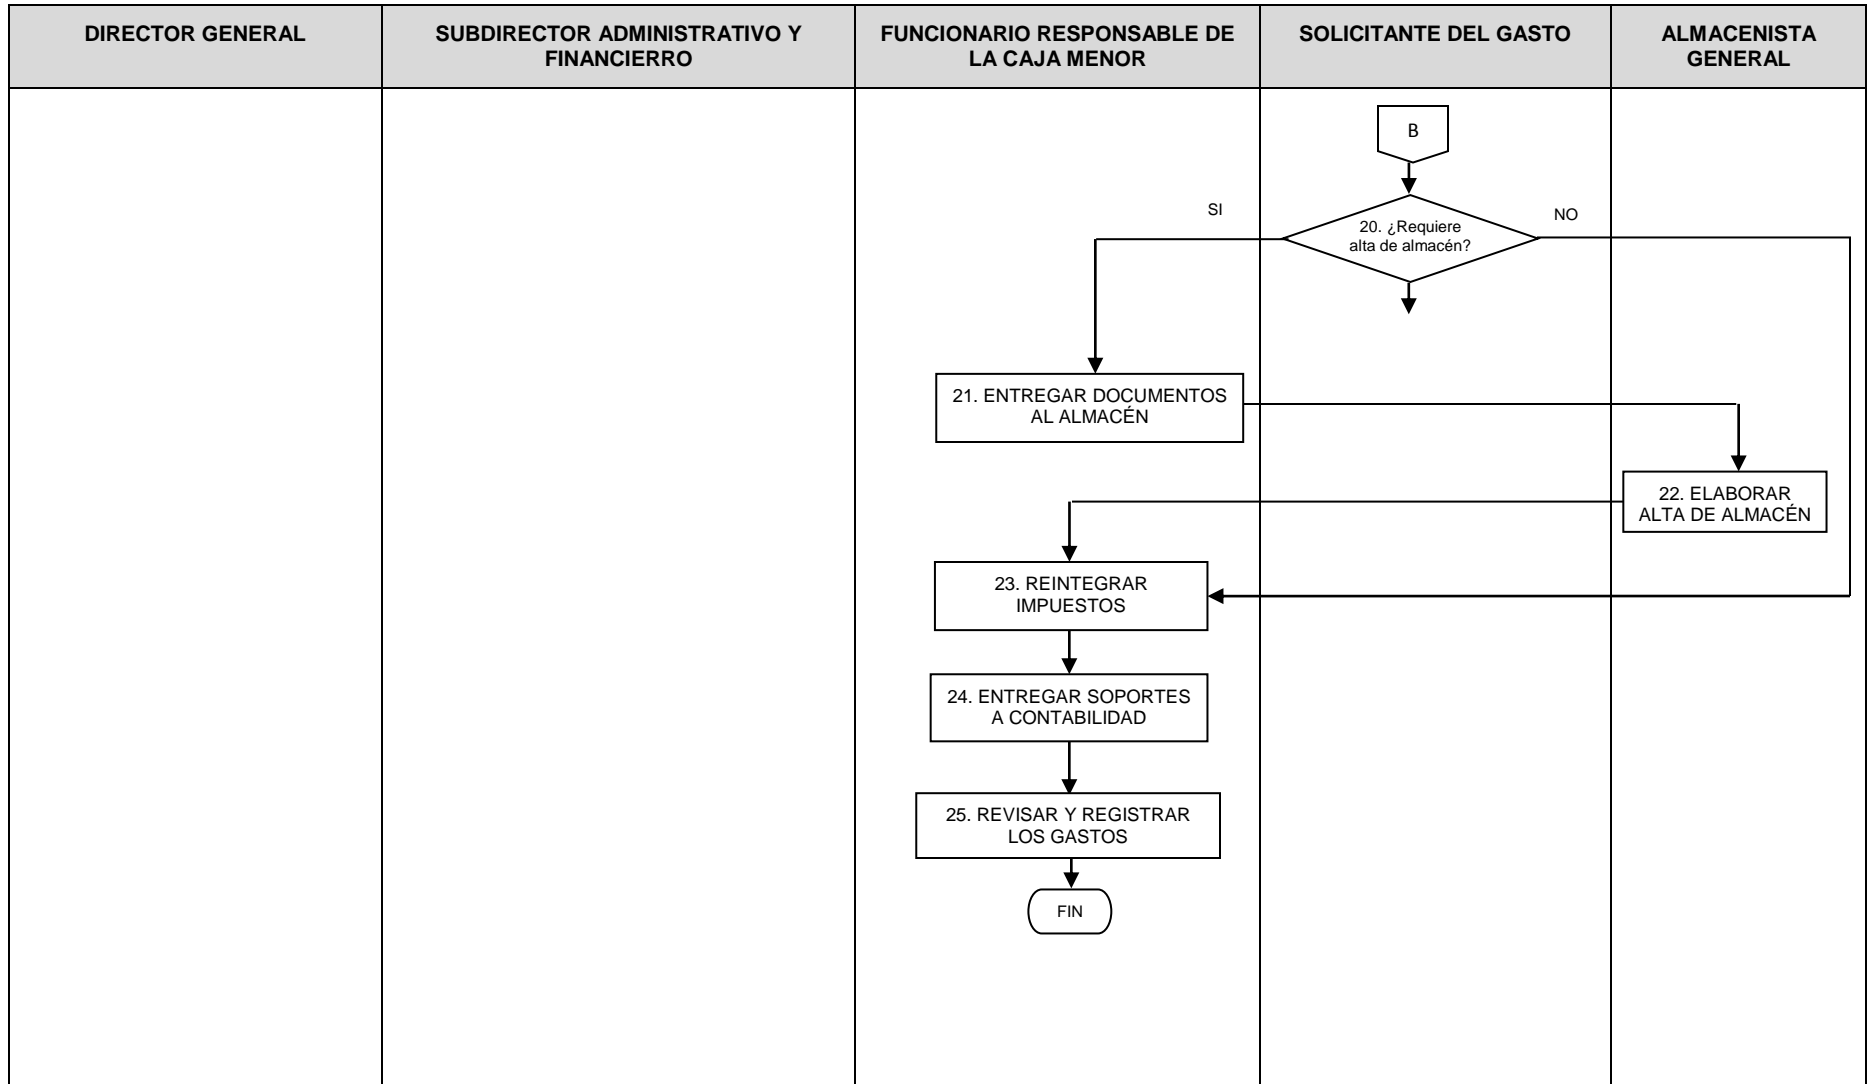 DIRECTOR GENERAL
SUBDIRECTOR ADMINISTRATIVO Y
FINANCIERRO
FUNCIONARIO RESPONSABLE DE
LA CAJA MENOR
SOLICITANTE DEL GASTO
ALMACENISTA
GENERAL
B
SI
20. ¿Requiere
alta de almacén?
NO
21. ENTREGAR DOCUMENTOS
AL ALMACÉN
22. ELABORAR
ALTA DE ALMACÉN
23. REINTEGRAR
IMPUESTOS
24. ENTREGAR SOPORTES
A CONTABILIDAD
25. REVISAR Y REGISTRAR
LOS GASTOS
FIN